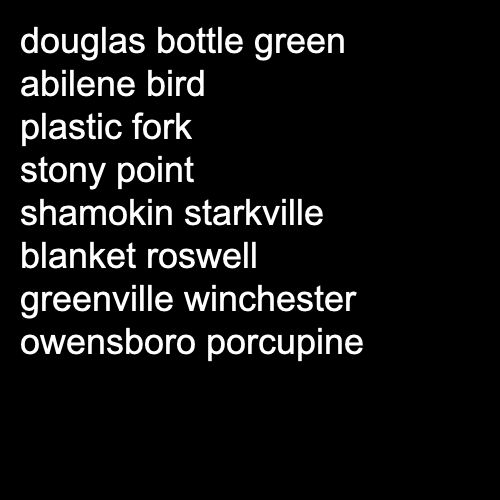 douglas bottle green
abilene bird
plastic fork
stony point
shamokin starkville
blanket roswell
greenville winchester
owensboro porcupine